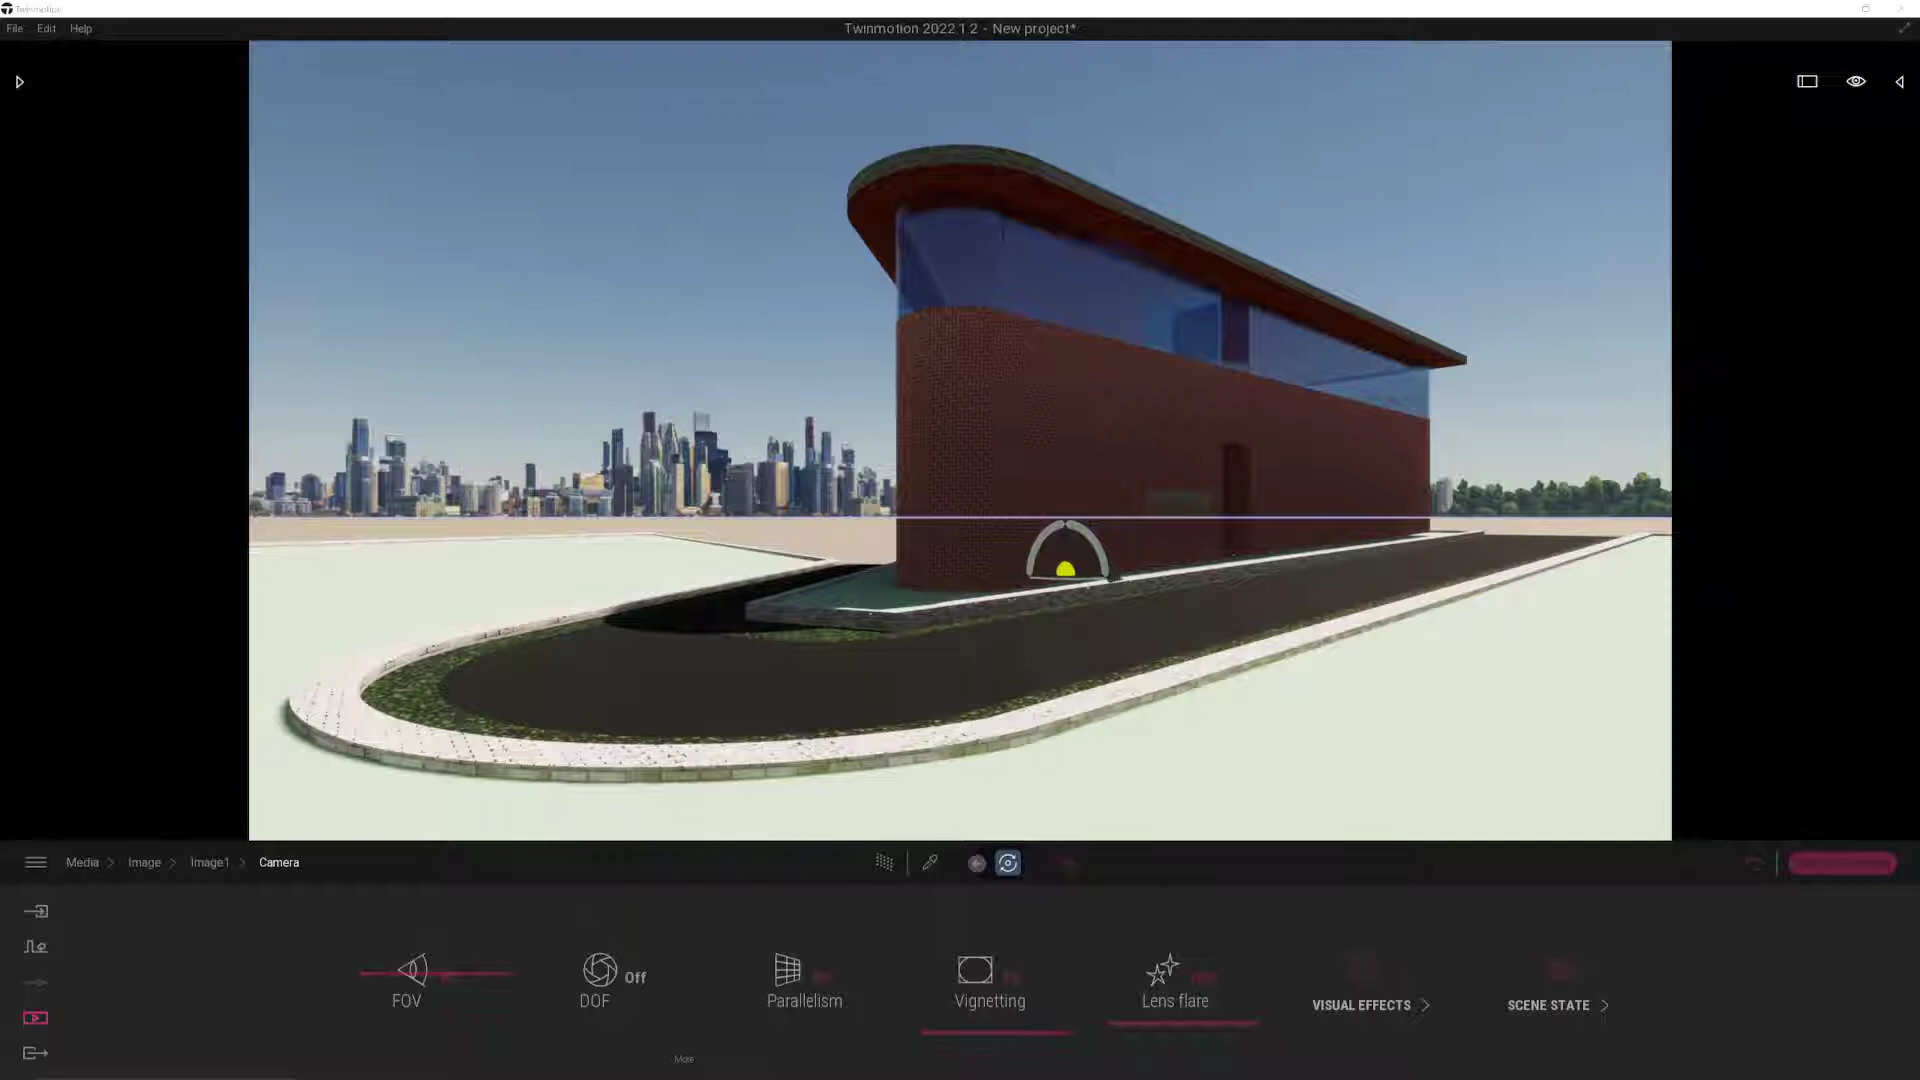 Twinmotion
File Edit Help
Twinmotion 2022.1.2 - New project*
Media Image Image1 Camera
Off
FOV DOF Parallelism Vignetting Lens flare VISUAL EFFECTS SCENE STATE
More